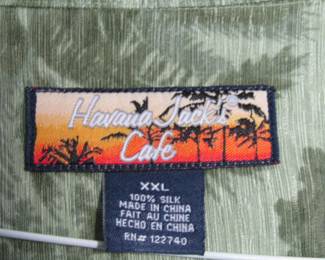 Havana Jack's®
Cafe
XXL
100% SILK
MADE IN CHINA
FAIT AU CHINE
HECHO EN CHINA
RN# 122740